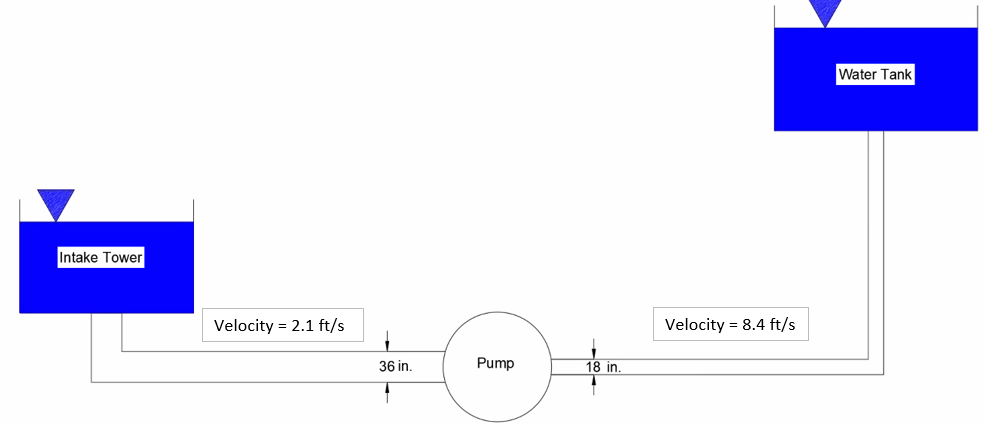 Water Tank
Intake Tower
Velocity = 2.1 ft/s
Velocity = 8.4 ft/s
36 in.
Pump
18 in.